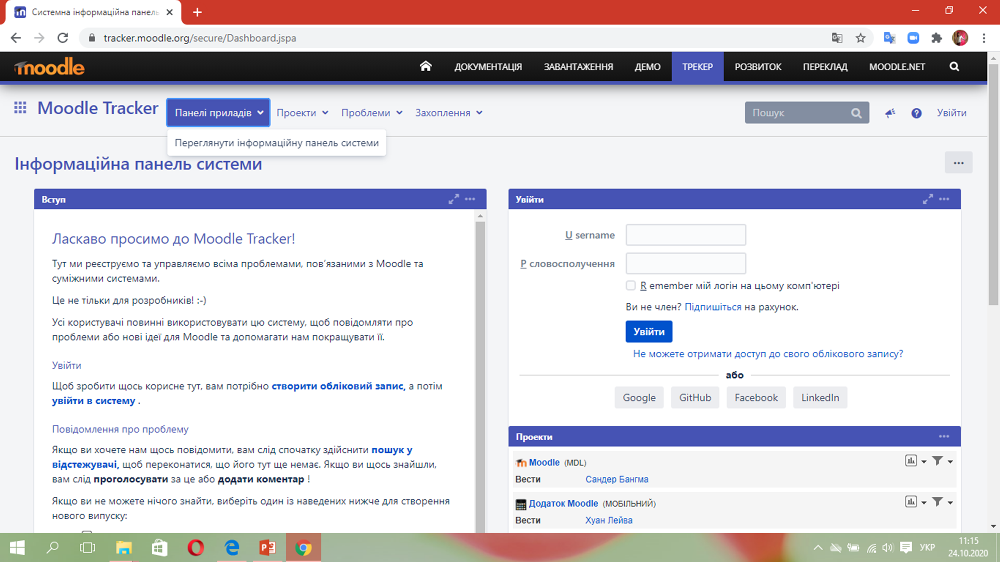 Системна інформаційна панель
tracker.moodle.org/secure/Dashboard.jspa
moodle
ДОКУМЕНТАЦІЯ ЗАВАНТАЖЕННЯ ДЕМО ТРЕКЕР РОЗВИТОК ПЕРЕКЛАД MOODLE.NET
Moodle Tracker Панелі приладів Проекти Проблеми Захоплення Пошук Увійти
Переглянути інформаційну панель системи
Інформаційна панель системи
Вступ
Ласкаво просимо до Moodle Tracker!
Тут ми реєструємо та управляємо всіма проблемами, пов’язаними з Moodle та
суміжними системами.
Це не тільки для розробників! :-)
Усі користувачі повинні використовувати цю систему, щоб повідомляти про
проблеми або нові ідеї для Moodle та допомагати нам покращувати її.
Увійти
Щоб зробити щось корисне тут, вам потрібно створити обліковий запис, а потім
увійти в систему .
Повідомлення про проблему
Якщо ви хочете нам щось повідомити, вам слід спочатку здійснити пошук у
відстежувачі, щоб переконатися, що його тут ще немає. Якщо ви щось знайшли,
вам слід проголосувати за це або додати коментар !
Якщо ви не можете нічого знайти, виберіть один із наведених нижче для створення
нового випуску:
Увійти
U sername
P словосполучення
R emember мій логін на цьому комп'ютері
Ви не член? Підпишіться на рахунок.
Увійти
Не можете отримати доступ до свого облікового запису?
або
Google GitHub Facebook LinkedIn
Проекти
Moodle (MDL)
Вести Сандер Бангма
Додаток Moodle (МОБІЛЬНИЙ)
Вести Хуан Лейва
УКР
11:15
24.10.2020